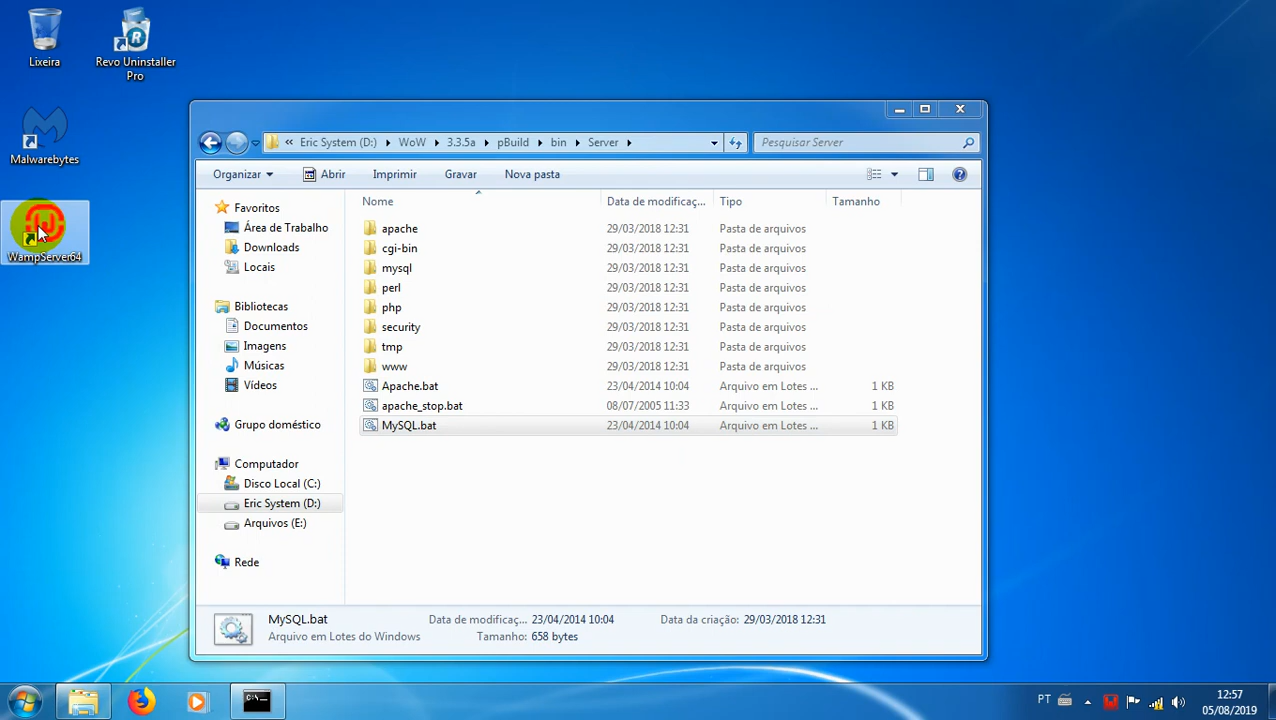 Lixeira
Revo Uninstaller
Pro
Malwarebytes
WampServer64
« Eric System (D:) WoW 3.3.5a pBuild bin Server
Pesquisar Server
Organizar Abrir Imprimir Gravar Nova pasta
Nome Data de modificaç... Tipo Tamanho
apache 29/03/2018 12:31 Pasta de arquivos
cgi-bin 29/03/2018 12:31 Pasta de arquivos
mysql 29/03/2018 12:31 Pasta de arquivos
perl 29/03/2018 12:31 Pasta de arquivos
php 29/03/2018 12:31 Pasta de arquivos
security 29/03/2018 12:31 Pasta de arquivos
tmp 29/03/2018 12:31 Pasta de arquivos
www 29/03/2018 12:31 Pasta de arquivos
Apache.bat 23/04/2014 10:04 Arquivo em Lotes ... 1 KB
apache_stop.bat 08/07/2005 11:33 Arquivo em Lotes ... 1 KB
MySQL.bat 23/04/2014 10:04 Arquivo em Lotes ... 1 KB
Favoritos
Área de Trabalho
Downloads
Locais
Bibliotecas
Documentos
Imagens
Músicas
Vídeos
Grupo doméstico
Computador
Disco Local (C:)
Eric System (D:)
Arquivos (E:)
Rede
MySQL.bat Data de modificaç... 23/04/2014 10:04 Data da criação: 29/03/2018 12:31
Arquivo em Lotes do Windows Tamanho: 658 bytes
PT
12:57
05/08/2019